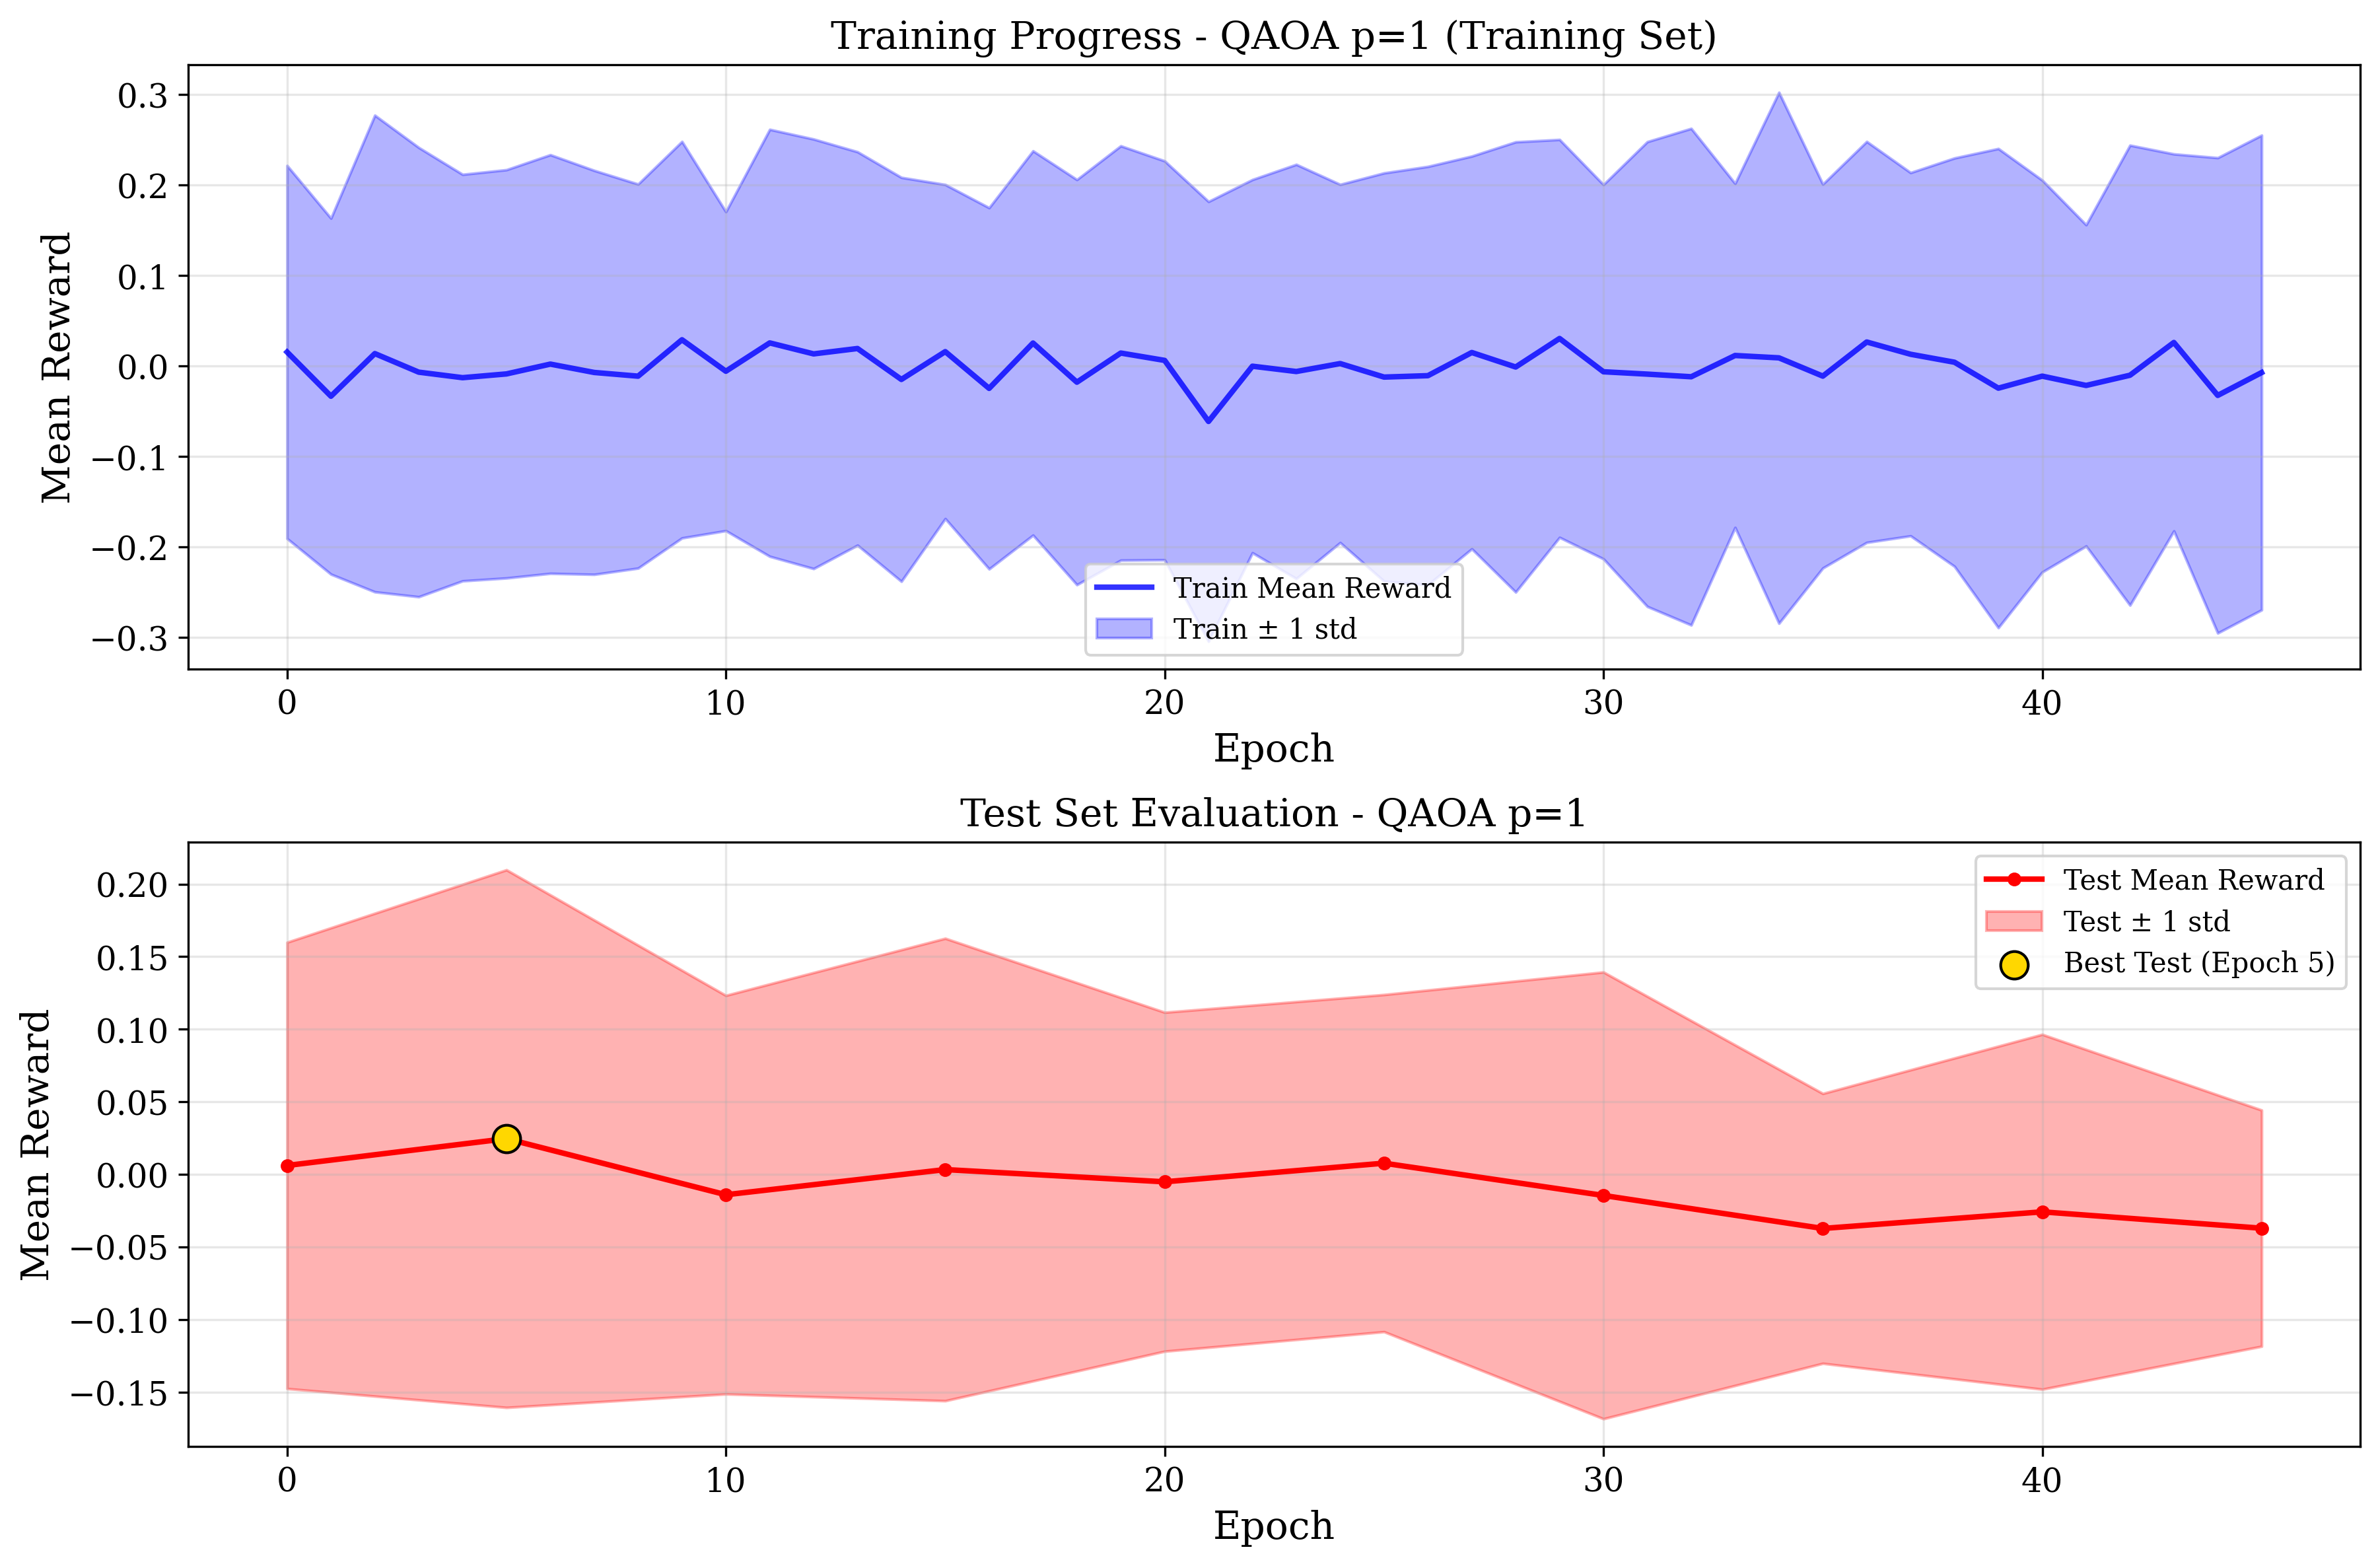 Training Progress - QAOA p=1 (Training Set)
Mean Reward
0.3
0.2
0.1
0.0
−0.1
−0.2
−0.3
Train Mean Reward
Train ± 1 std
0 10 20 30 40
Epoch
Test Set Evaluation - QAOA p=1
Mean Reward
0.20
0.15
0.10
0.05
0.00
−0.05
−0.10
−0.15
Test Mean Reward
Test ± 1 std
Best Test (Epoch 5)
0 10 20 30 40
Epoch